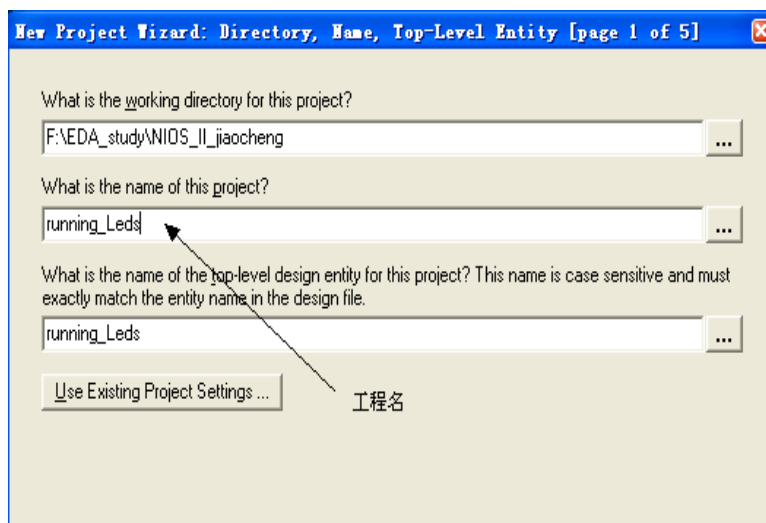 New Project Wizard: Directory, Name, Top-Level Entity [page 1 of 5]
What is the working directory for this project?
F:\EDA_study\NIOS_II_jiaocheng
...
What is the name of this project?
running_Leds
...
What is the name of the top-level design entity for this project? This name is case sensitive and must
exactly match the entity name in the design file.
running_Leds
...
Use Existing Project Settings ...
工程名